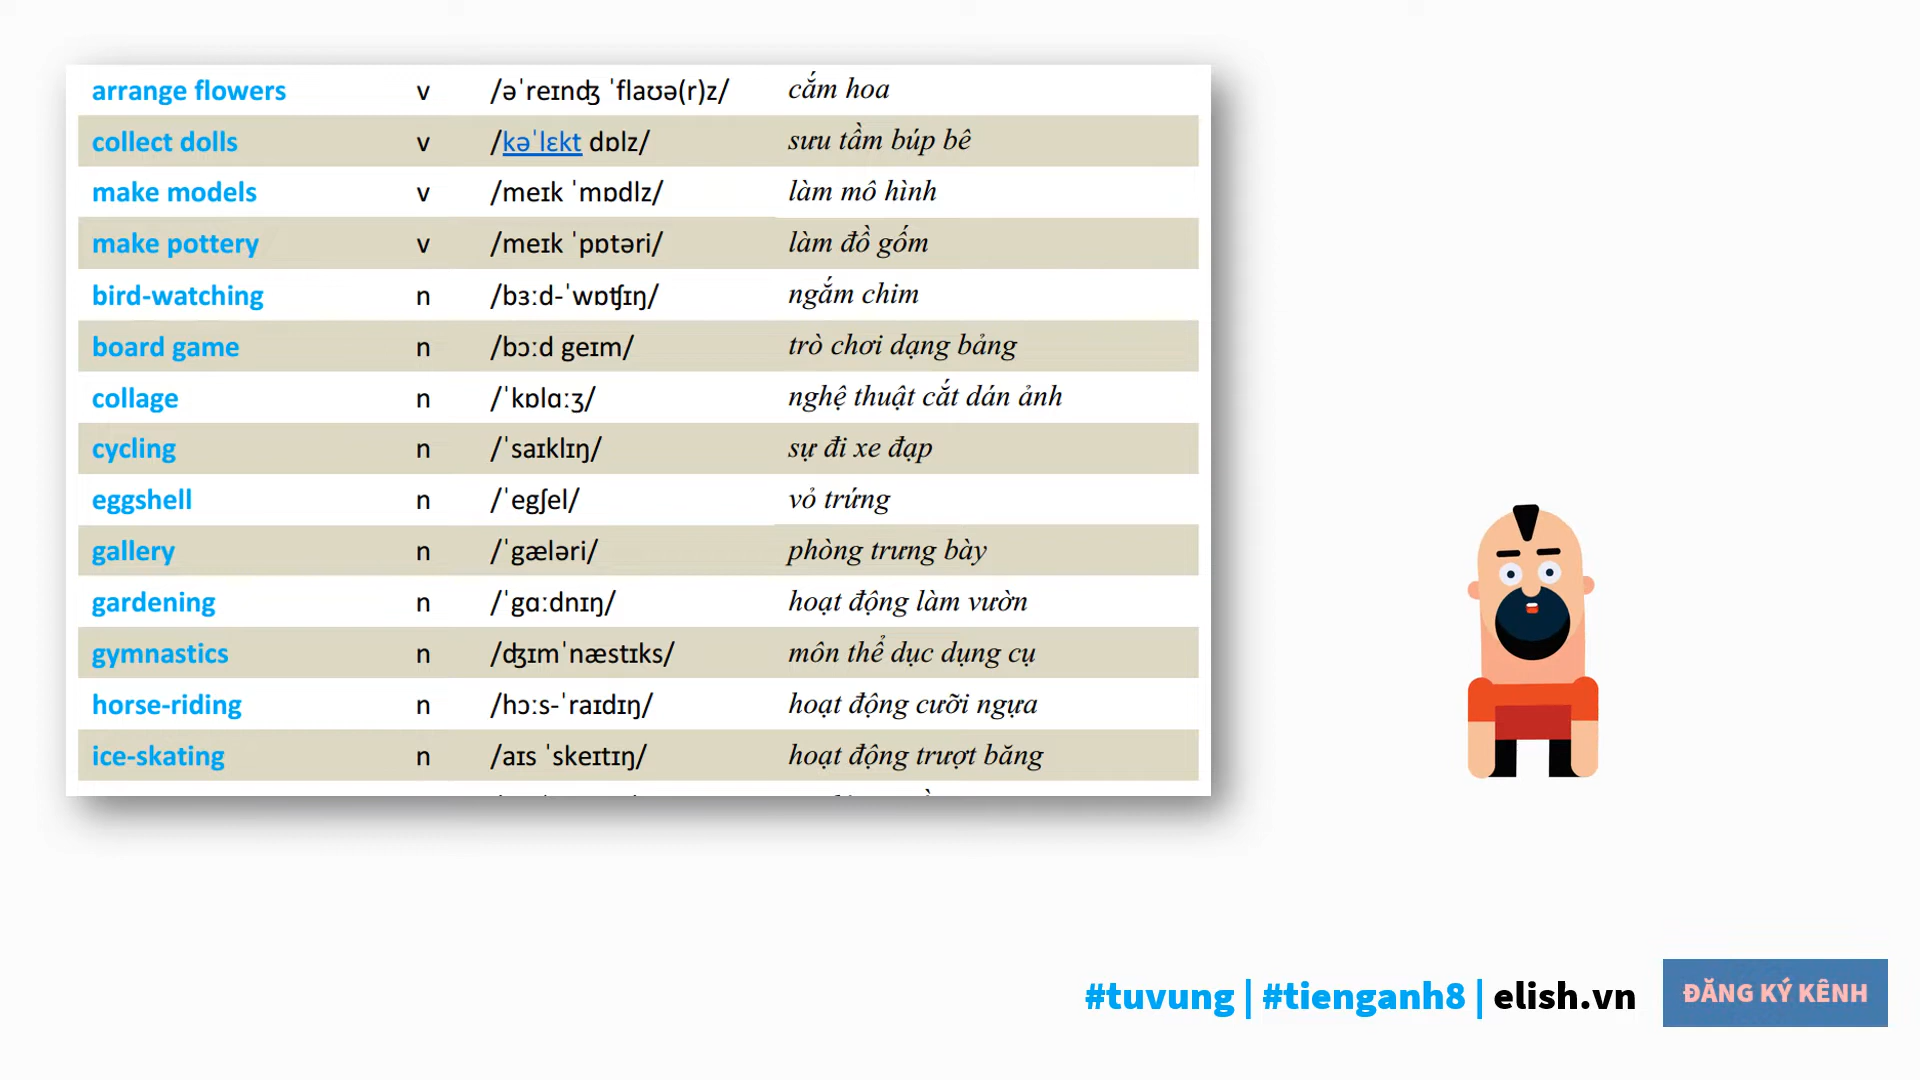 arrange flowers v /əˈreɪnʤ ˈflaʊə(r)z/ cắm hoa
collect dolls v /kəˈlɛkt dɒlz/ sưu tầm búp bê
make models v /meɪk ˈmɒdlz/ làm mô hình
make pottery v /meɪk ˈpɒtəri/ làm đồ gốm
bird-watching n /bɜːd-ˈwɒʧɪŋ/ ngắm chim
board game n /bɔːd geɪm/ trò chơi dạng bảng
collage n /ˈkɒlɑːʒ/ nghệ thuật cắt dán ảnh
cycling n /ˈsaɪklɪŋ/ sự đi xe đạp
eggshell n /ˈegʃel/ vỏ trứng
gallery n /ˈgæləri/ phòng trưng bày
gardening n /ˈgɑːdnɪŋ/ hoạt động làm vườn
gymnastics n /ʤɪmˈnæstɪks/ môn thể dục dụng cụ
horse-riding n /hɔːs-ˈraɪdɪŋ/ hoạt động cưỡi ngựa
ice-skating n /aɪs ˈskeɪtɪŋ/ hoạt động trượt băng
#tuvung | #tienganh8 | elish.vn
ĐĂNG KÝ KÊNH